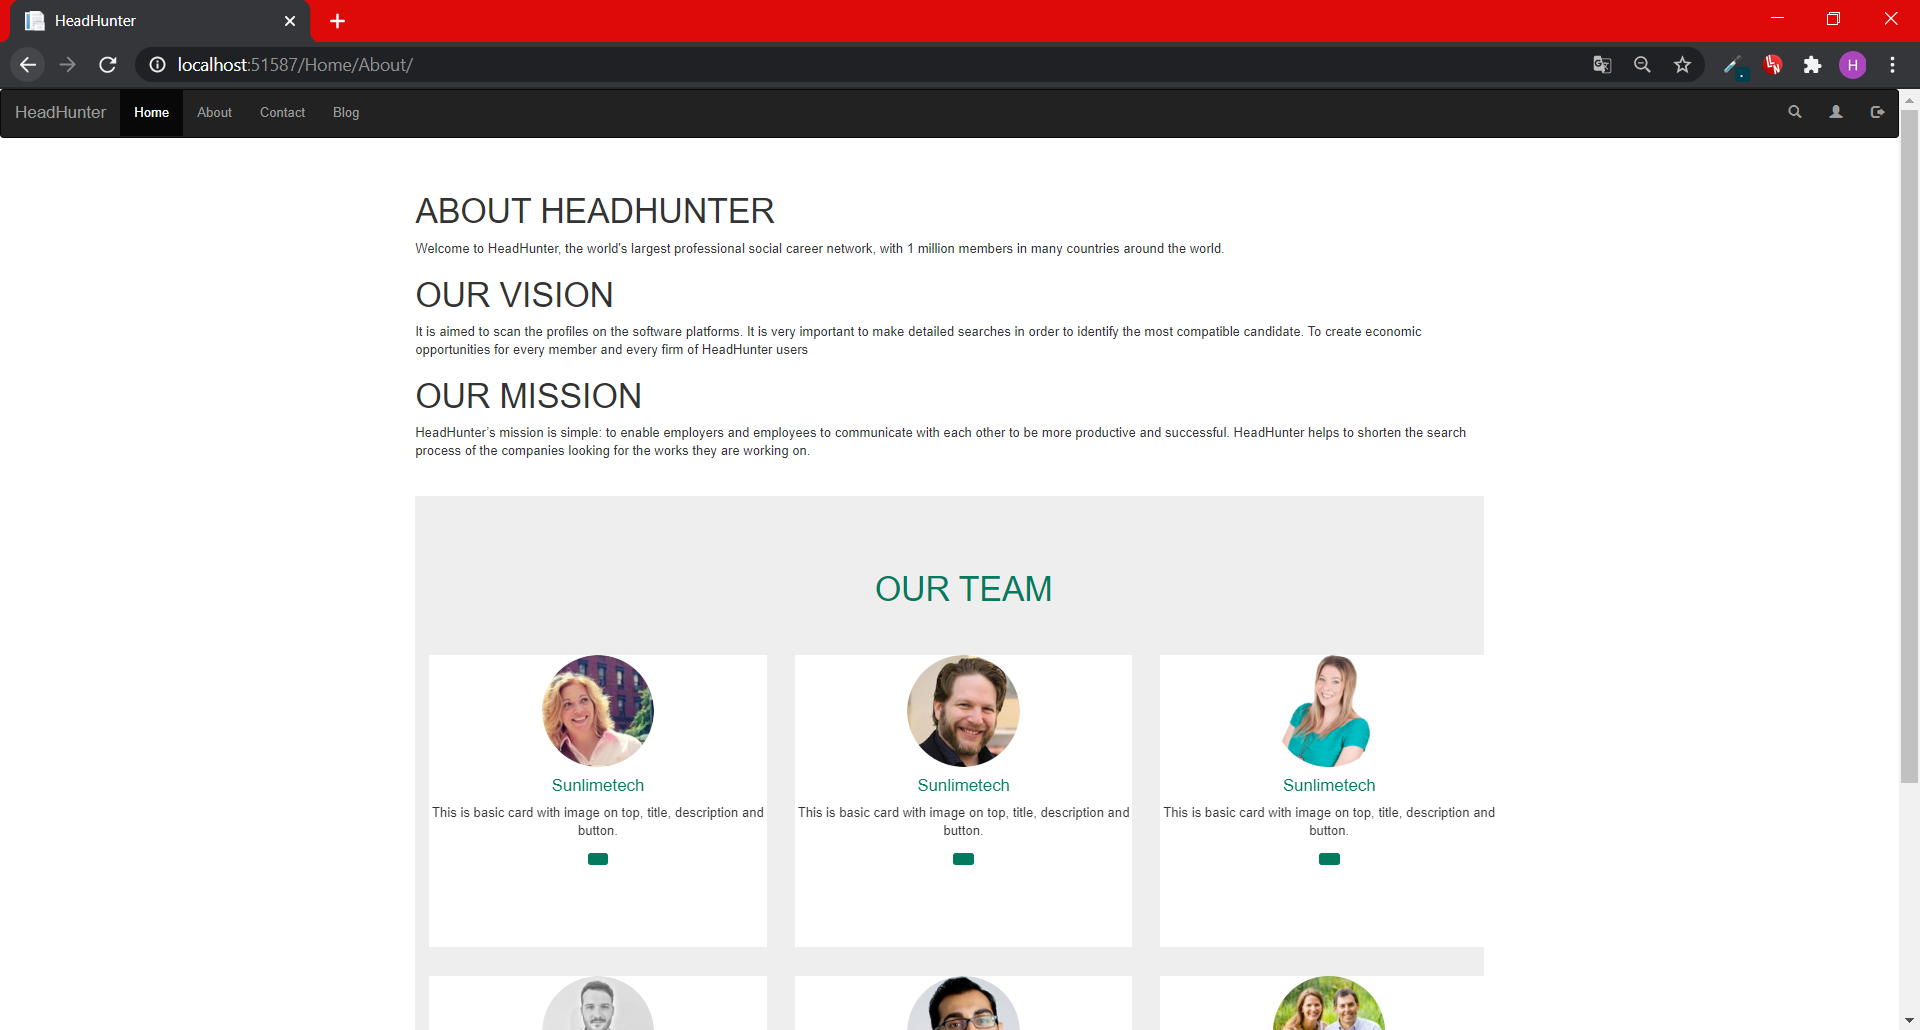 HeadHunter
localhost:51587/Home/About/
H
HeadHunter Home About Contact Blog
ABOUT HEADHUNTER
Welcome to HeadHunter, the world's largest professional social career network, with 1 million members in many countries around the world.
OUR VISION
It is aimed to scan the profiles on the software platforms. It is very important to make detailed searches in order to identify the most compatible candidate. To create economic
opportunities for every member and every firm of HeadHunter users
OUR MISSION
HeadHunter's mission is simple: to enable employers and employees to communicate with each other to be more productive and successful. HeadHunter helps to shorten the search
process of the companies looking for the works they are working on.
OUR TEAM
Sunlimetech
This is basic card with image on top, title, description and
button.
Sunlimetech
This is basic card with image on top, title, description and
button.
Sunlimetech
This is basic card with image on top, title, description and
button.